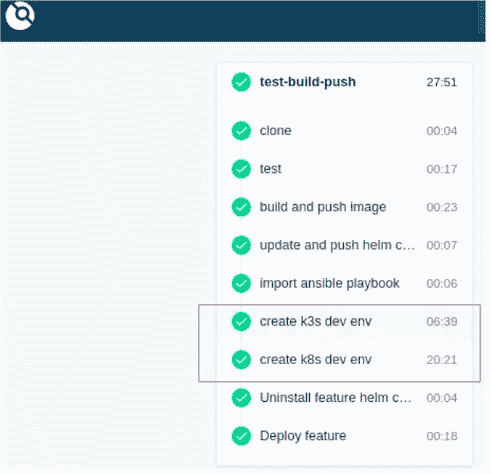 test-build-push 27:51
clone 00:04
test 00:17
build and push image 00:23
update and push helm c... 00:07
import ansible playbook 00:06
create k3s dev env 06:39
create k8s dev env 20:21
Uninstall feature helm c... 00:04
Deploy feature 00:18